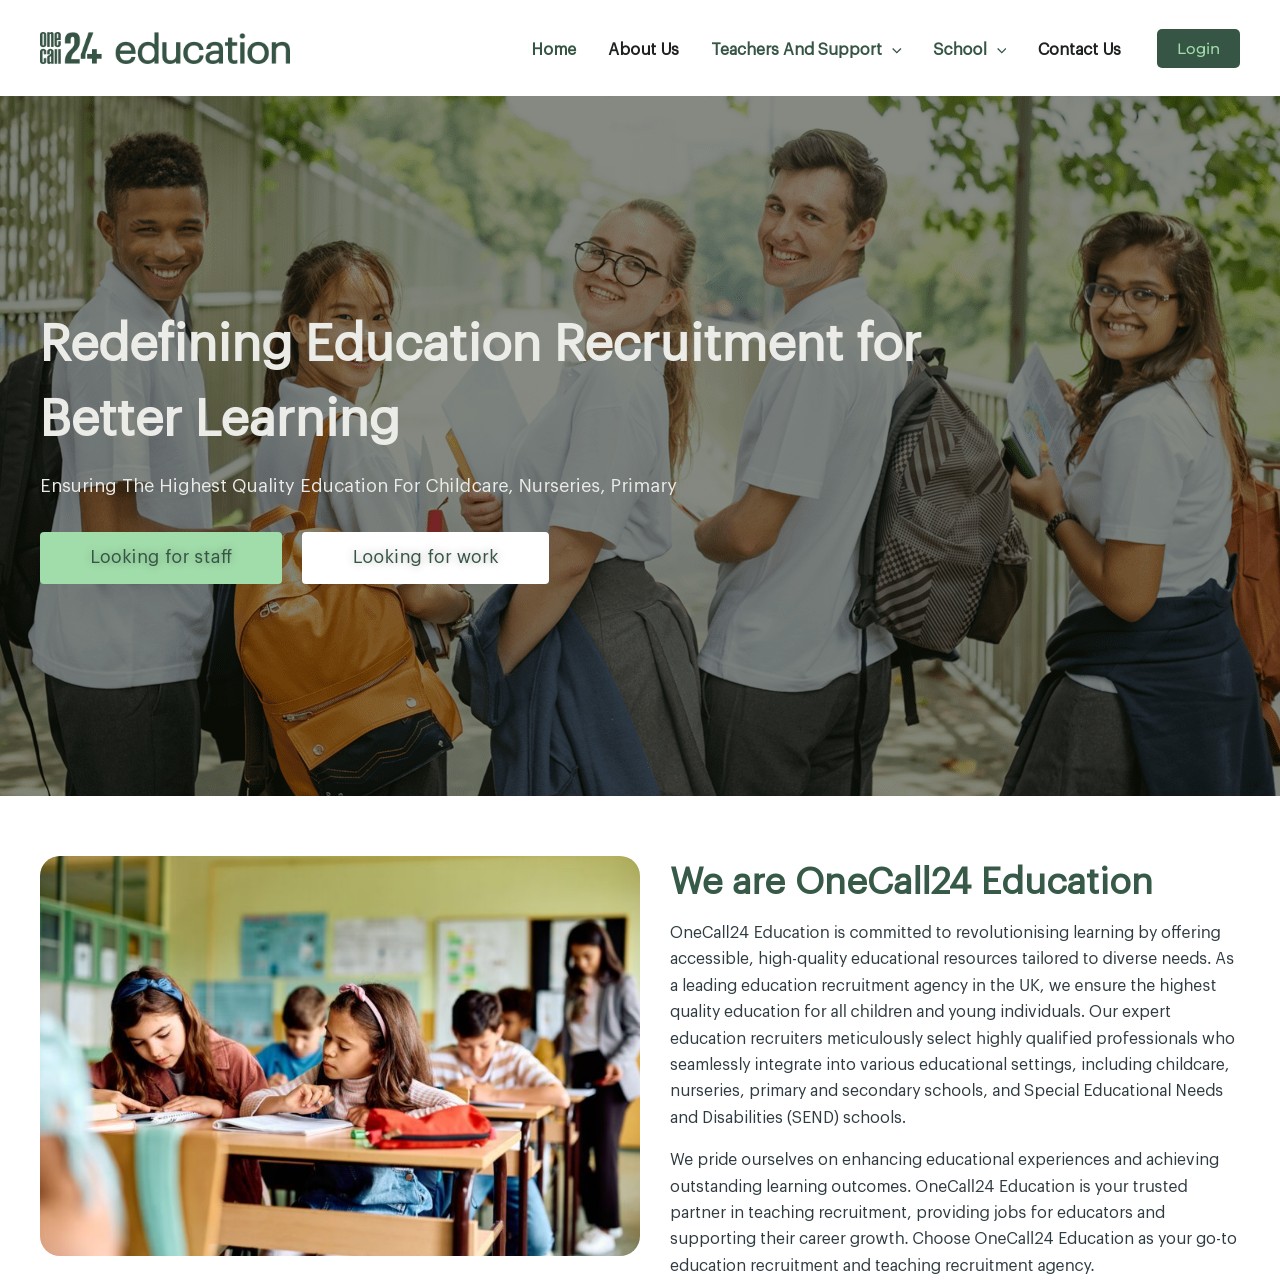 one call 24 education
Home
About Us
Teachers And Support
School
Contact Us
Login
Redefining Education Recruitment for
Better Learning
Ensuring The Highest Quality Education For Childcare, Nurseries, Primary
Looking for staff
Looking for work
We are OneCall24 Education
OneCall24 Education is committed to revolutionising learning by offering
accessible, high-quality educational resources tailored to diverse needs. As
a leading education recruitment agency in the UK, we ensure the highest
quality education for all children and young individuals. Our expert
education recruiters meticulously select highly qualified professionals who
seamlessly integrate into various educational settings, including childcare,
nurseries, primary and secondary schools, and Special Educational Needs
and Disabilities (SEND) schools.
We pride ourselves on enhancing educational experiences and achieving
outstanding learning outcomes. OneCall24 Education is your trusted
partner in teaching recruitment, providing jobs for educators and
supporting their career growth. Choose OneCall24 Education as your go-to
education recruitment and teaching recruitment agency.